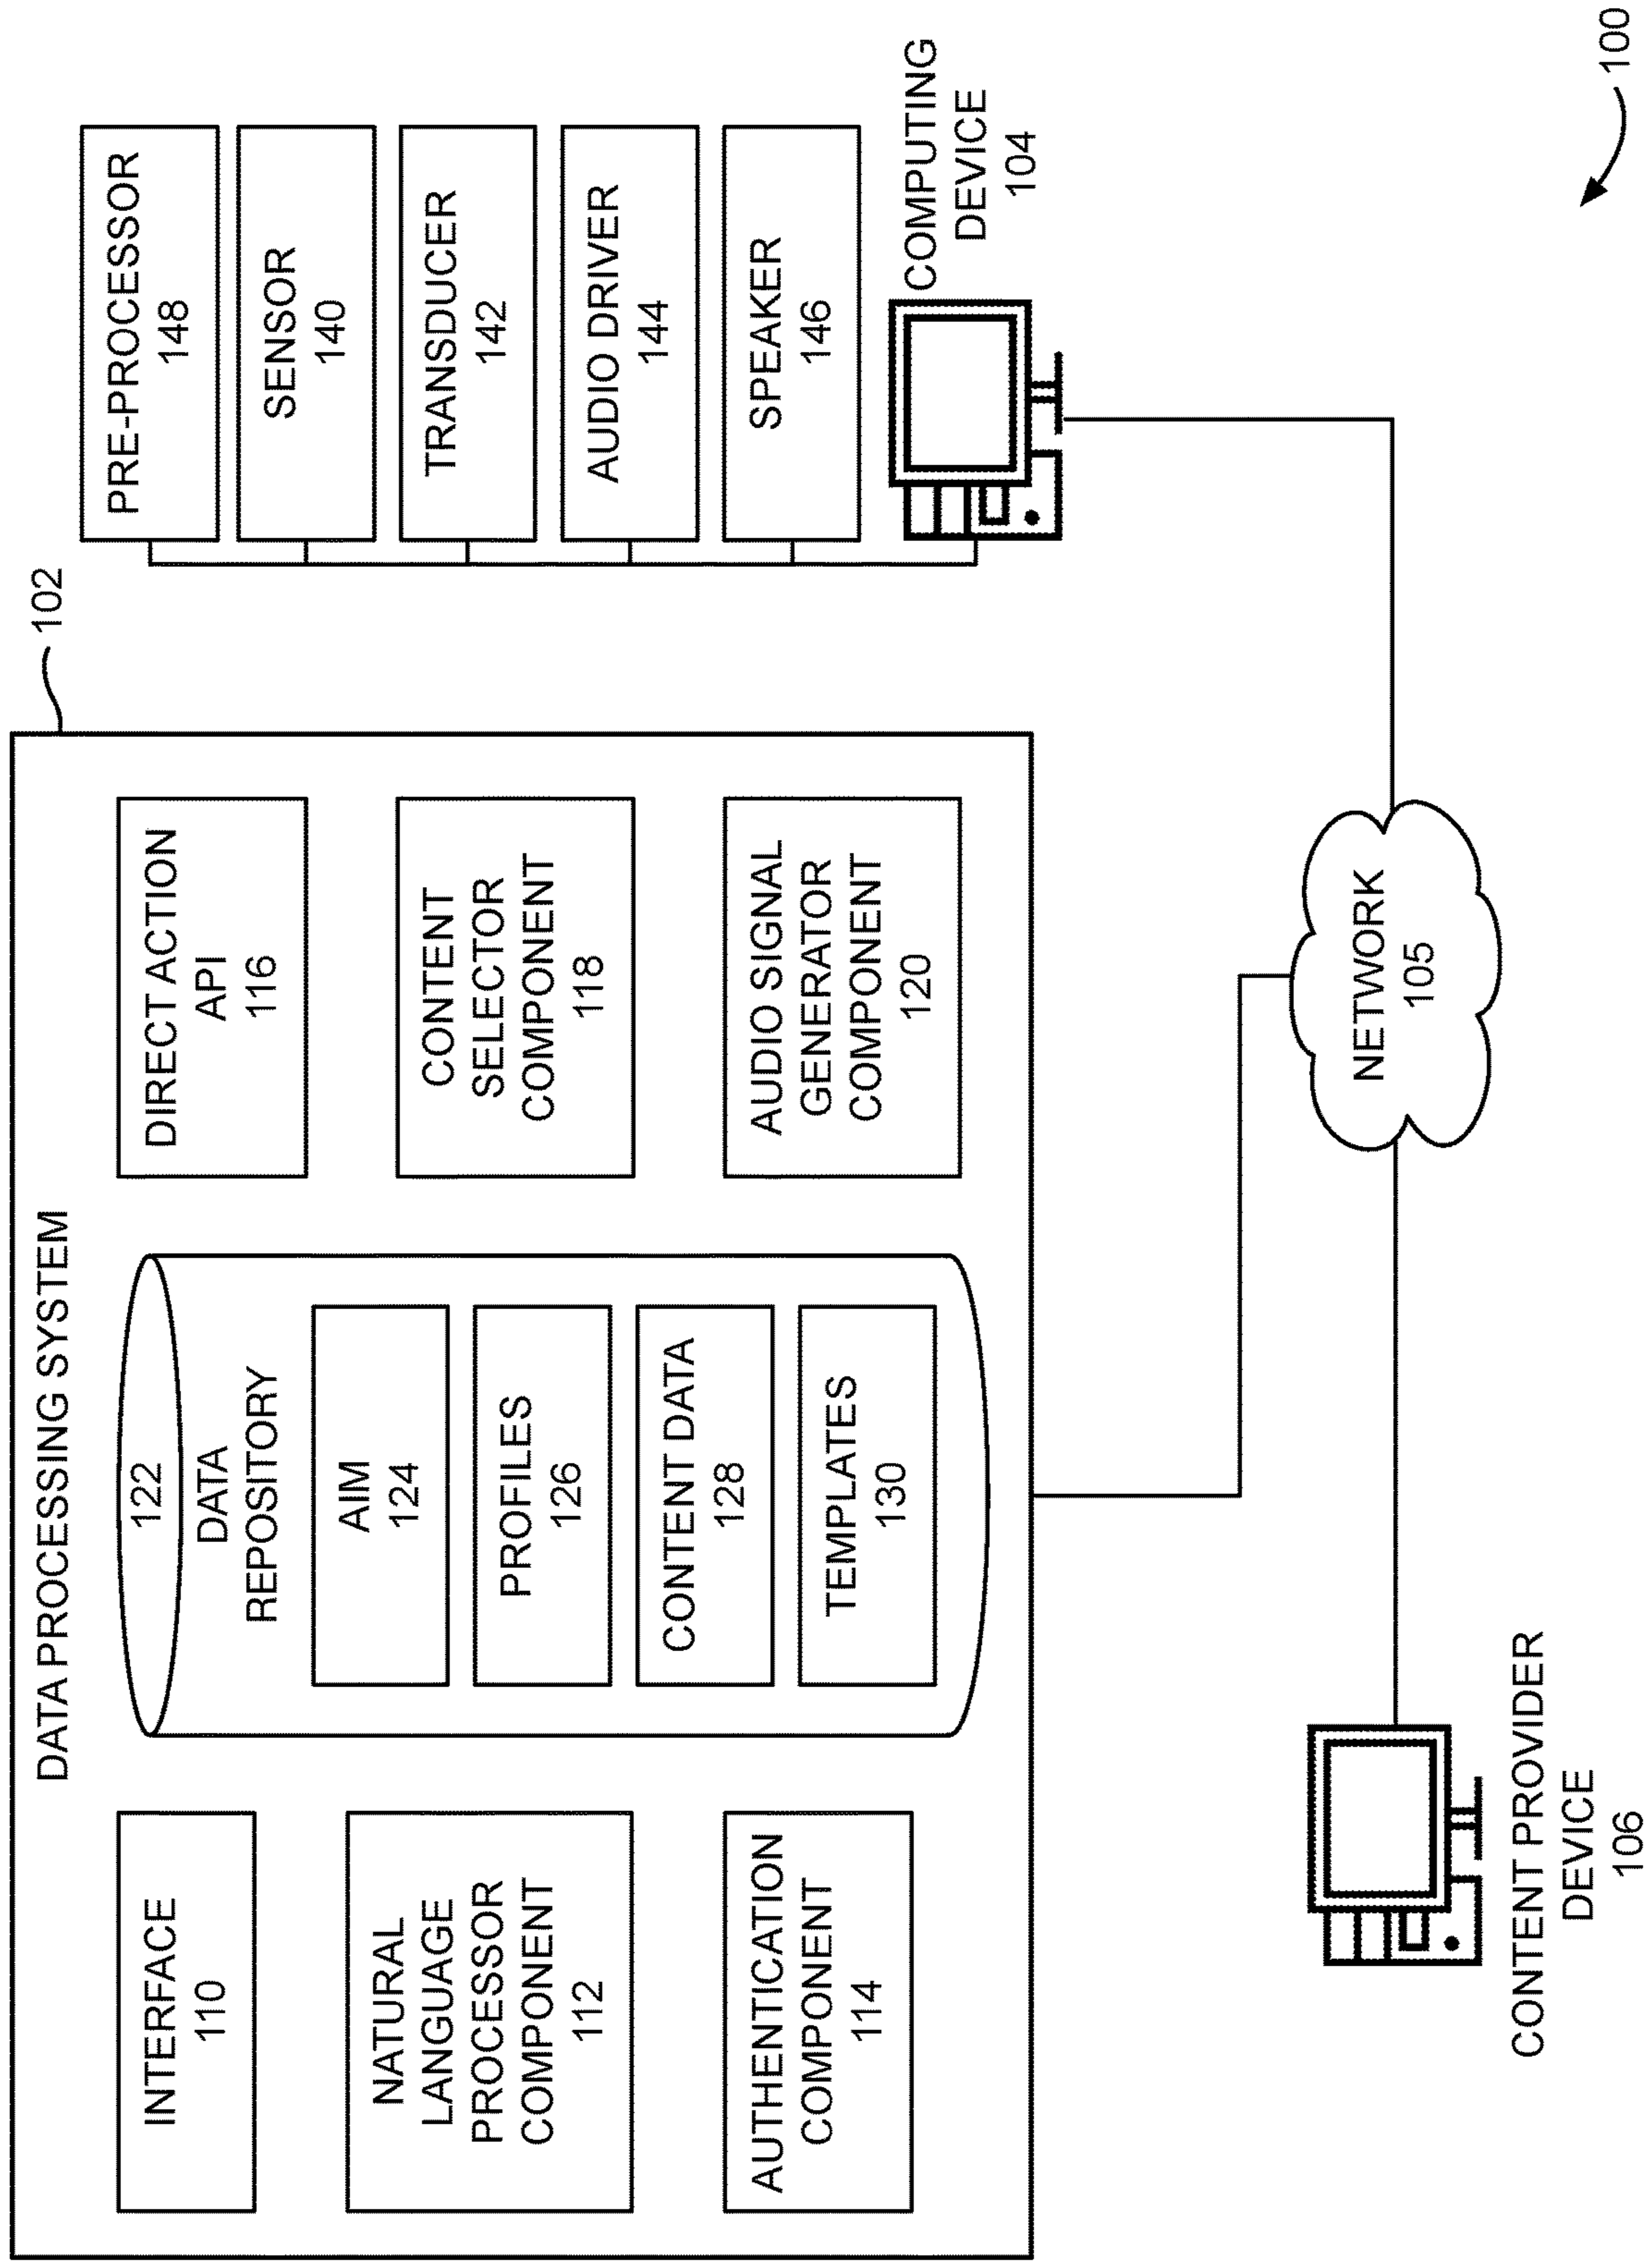 DATA PROCESSING SYSTEM
102
INTERFACE
110
NATURAL
LANGUAGE
PROCESSOR
COMPONENT
112
AUTHENTICATION
COMPONENT
114
122
DATA
REPOSITORY
AIM
124
PROFILES
126
CONTENT DATA
128
TEMPLATES
130
DIRECT ACTION
API
116
CONTENT
SELECTOR
COMPONENT
118
AUDIO SIGNAL
GENERATOR
COMPONENT
120
PRE-PROCESSOR
148
SENSOR
140
TRANSDUCER
142
AUDIO DRIVER
144
SPEAKER
146
COMPUTING
DEVICE
104
NETWORK
105
CONTENT PROVIDER
DEVICE
106
100